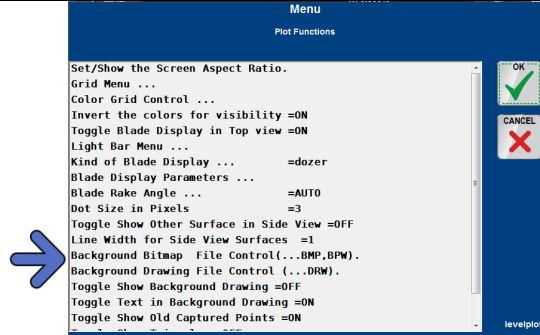 Menu
Plot Functions
Set/Show the Screen Aspect Ratio.
Grid Menu ...
Color Grid Control ...
Invert the colors for visibility =ON
Toggle Blade Display in Top view =ON
Light Bar Menu ...
Kind of Blade Display ... =dozer
Blade Display Parameters ...
Blade Rake Angle ... =AUTO
Dot Size in Pixels =3
Toggle Show Other Surface in Side View =OFF
Line Width for Side View Surfaces =1
Background Bitmap File Control(...BMP,BPW).
Background Drawing File Control (...DRW).
Toggle Show Background Drawing =OFF
Toggle Text in Background Drawing =ON
Toggle Show Old Captured Points =ON
OK
CANCEL
levelplo